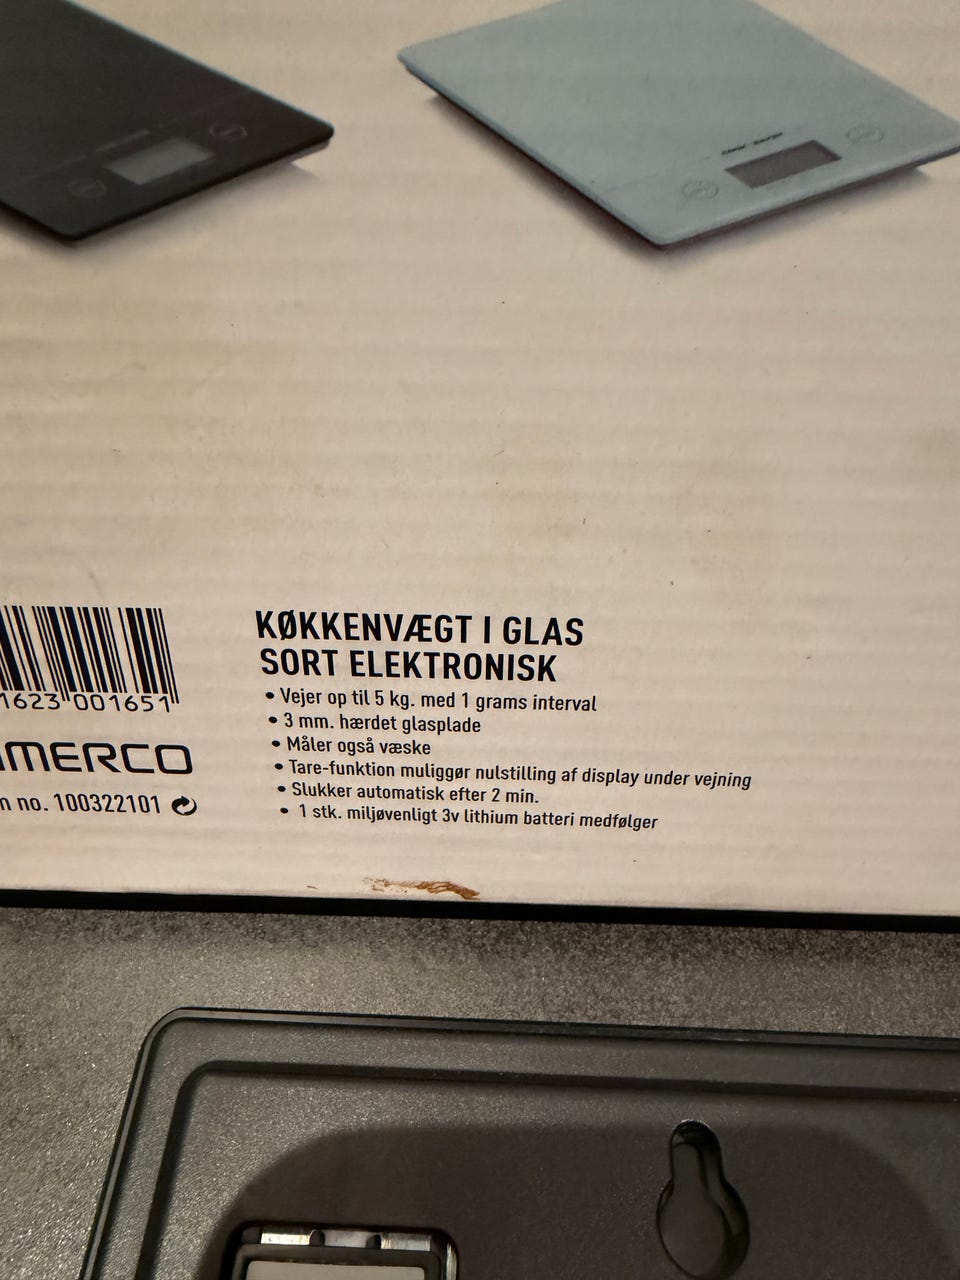 1623 001651
MERCO
no. 100322101
KØKKENVÆGT I GLAS
SORT ELEKTRONISK
• Vejer op til 5 kg. med 1 grams interval
• 3 mm. hærdet glasplade
• Måler også væske
• Tare-funktion muliggør nulstilling af display under vejning
• Slukker automatisk efter 2 min.
• 1 stk. miljøvenligt 3v lithium batteri medfølger